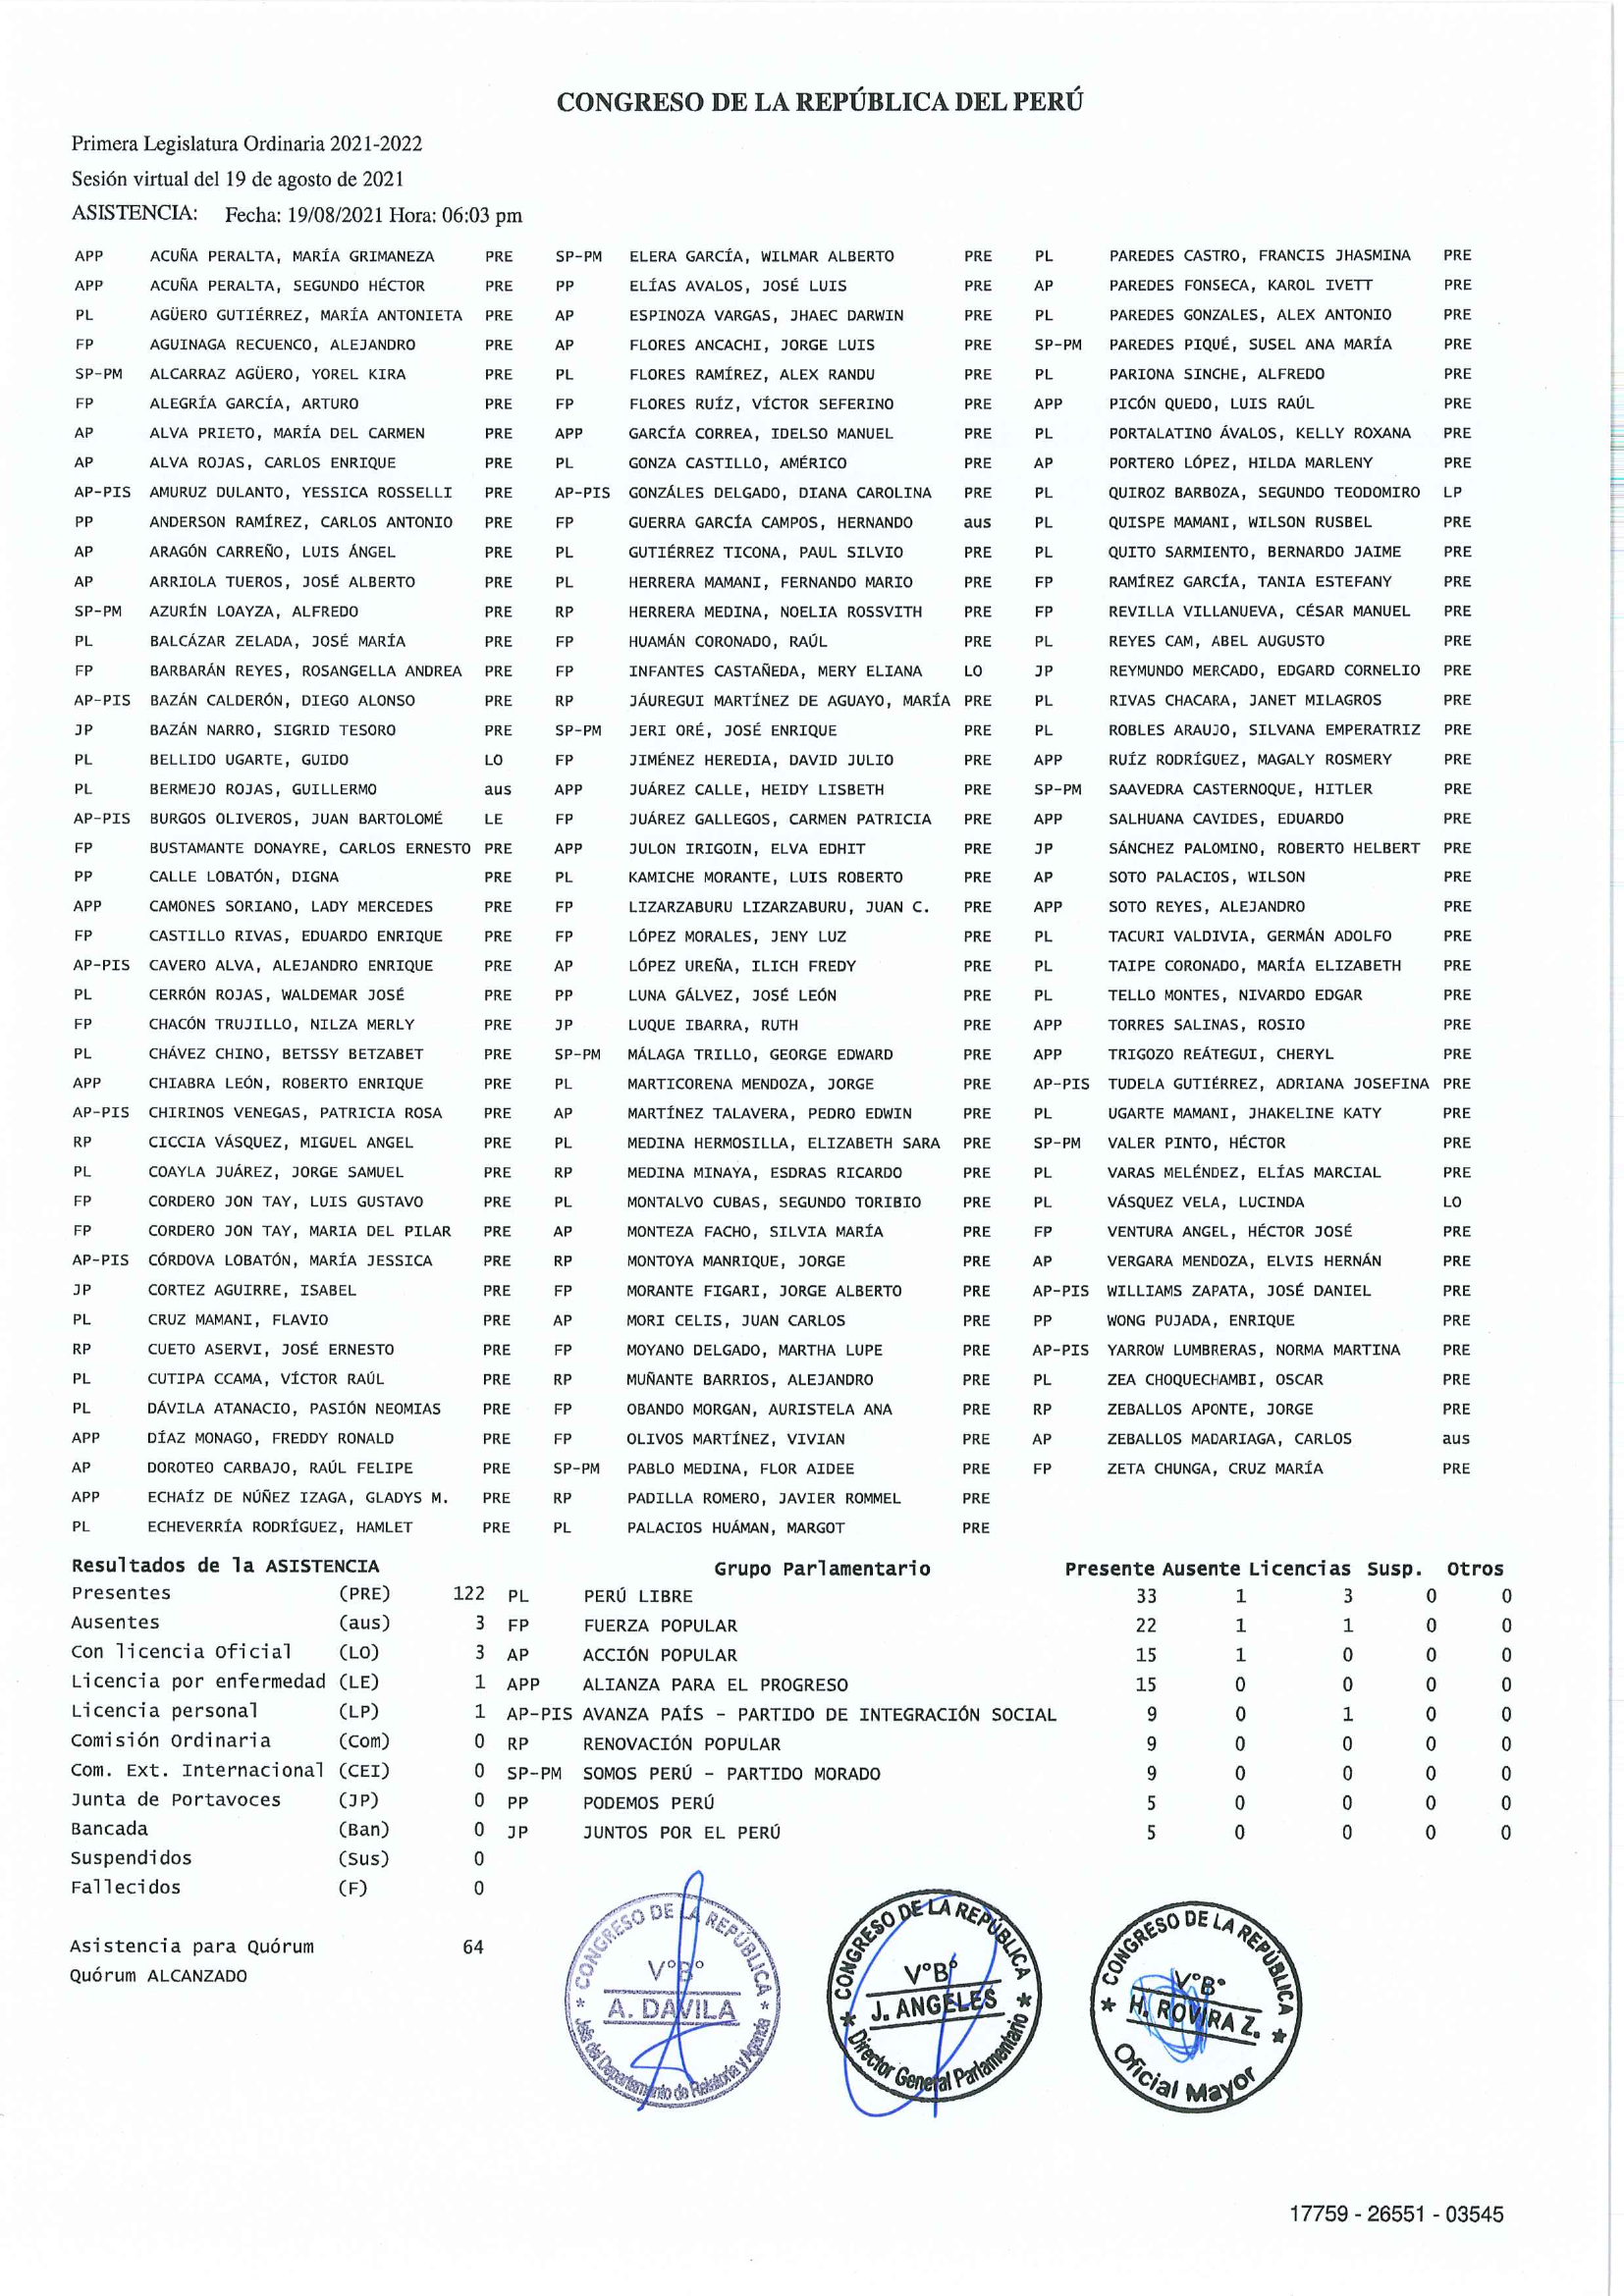 CONGRESO DE LA REPÚBLICA DEL PERÚ
Primera Legislatura Ordinaria 2021-2022
Sesión virtual del 19 de agosto de 2021
ASISTENCIA: Fecha: 19/08/2021 Hora: 06:03 pm
APP ACUÑA PERALTA, MARÍA GRIMANEZA PRE SP-PM ELERA GARCÍA, WILMAR ALBERTO PRE PL PAREDES CASTRO, FRANCIS JHASMINA PRE
APP ACUÑA PERALTA, SEGUNDO HÉCTOR PRE PP ELÍAS AVALOS, JOSÉ LUIS PRE AP PAREDES FONSECA, KAROL IVETT PRE
PL AGÜERO GUTIÉRREZ, MARÍA ANTONIETA PRE AP ESPINOZA VARGAS, JHAEC DARWIN PRE PL PAREDES GONZALES, ALEX ANTONIO PRE
FP AGUINAGA RECUENCO, ALEJANDRO PRE AP FLORES ANCACHI, JORGE LUIS PRE SP-PM PAREDES PIQUÉ, SUSEL ANA MARÍA PRE
SP-PM ALCARRAZ AGÜERO, YOREL KIRA PRE PL FLORES RAMÍREZ, ALEX RANDU PRE PL PARIONA SINCHE, ALFREDO PRE
FP ALEGRÍA GARCÍA, ARTURO PRE FP FLORES RUÍZ, VÍCTOR SEFERINO PRE APP PICÓN QUEDO, LUIS RAÚL PRE
AP ALVA PRIETO, MARÍA DEL CARMEN PRE APP GARCÍA CORREA, IDELSO MANUEL PRE PL PORTALATINO ÁVALOS, KELLY ROXANA PRE
AP ALVA ROJAS, CARLOS ENRIQUE PRE PL GONZA CASTILLO, AMÉRICO PRE AP PORTERO LÓPEZ, HILDA MARLENY PRE
AP-PIS AMURUZ DULANTO, YESSICA ROSSELLI PRE AP-PIS GONZÁLES DELGADO, DIANA CAROLINA PRE PL QUIROZ BARBOZA, SEGUNDO TEODOMIRO LP
PP ANDERSON RAMÍREZ, CARLOS ANTONIO PRE FP GUERRA GARCÍA CAMPOS, HERNANDO aus PL QUISPE MAMANI, WILSON RUSBEL PRE
AP ARAGÓN CARREÑO, LUIS ÁNGEL PRE PL GUTIÉRREZ TICONA, PAUL SILVIO PRE PL QUITO SARMIENTO, BERNARDO JAIME PRE
AP ARRIOLA TUEROS, JOSÉ ALBERTO PRE PL HERRERA MAMANI, FERNANDO MARIO PRE FP RAMÍREZ GARCÍA, TANIA ESTEFANY PRE
SP-PM AZURÍN LOAYZA, ALFREDO PRE RP HERRERA MEDINA, NOELIA ROSSVITH PRE FP REVILLA VILLANUEVA, CÉSAR MANUEL PRE
PL BALCÁZAR ZELADA, JOSÉ MARÍA PRE FP HUAMÁN CORONADO, RAÚL PRE PL REYES CAM, ABEL AUGUSTO PRE
FP BARBARÁN REYES, ROSANGELLA ANDREA PRE FP INFANTES CASTAÑEDA, MERY ELIANA LO JP REYMUNDO MERCADO, EDGARD CORNELIO PRE
AP-PIS BAZÁN CALDERÓN, DIEGO ALONSO PRE RP JÁUREGUI MARTÍNEZ DE AGUAYO, MARÍA PRE PL RIVAS CHACARA, JANET MILAGROS PRE
JP BAZÁN NARRO, SIGRID TESORO PRE SP-PM JERI ORÉ, JOSÉ ENRIQUE PRE PL ROBLES ARAUJO, SILVANA EMPERATRIZ PRE
PL BELLIDO UGARTE, GUIDO LO FP JIMÉNEZ HEREDIA, DAVID JULIO PRE APP RUÍZ RODRÍGUEZ, MAGALY ROSMERY PRE
PL BERMEJO ROJAS, GUILLERMO aus APP JUÁREZ CALLE, HEIDY LISBETH PRE SP-PM SAAVEDRA CASTERNOQUE, HITLER PRE
AP-PIS BURGOS OLIVEROS, JUAN BARTOLOMÉ LE FP JUÁREZ GALLEGOS, CARMEN PATRICIA PRE APP SALHUANA CAVIDES, EDUARDO PRE
FP BUSTAMANTE DONAYRE, CARLOS ERNESTO PRE APP JULON IRIGOIN, ELVA EDHIT PRE JP SÁNCHEZ PALOMINO, ROBERTO HELBERT PRE
PP CALLE LOBATÓN, DIGNA PRE PL KAMICHE MORANTE, LUIS ROBERTO PRE AP SOTO PALACIOS, WILSON PRE
APP CAMONES SORIANO, LADY MERCEDES PRE FP LIZARZABURU LIZARZABURU, JUAN C. PRE APP SOTO REYES, ALEJANDRO PRE
FP CASTILLO RIVAS, EDUARDO ENRIQUE PRE FP LÓPEZ MORALES, JENY LUZ PRE PL TACURI VALDIVIA, GERMÁN ADOLFO PRE
AP-PIS CAVERO ALVA, ALEJANDRO ENRIQUE PRE AP LÓPEZ UREÑA, ILICH FREDY PRE PL TAIPE CORONADO, MARÍA ELIZABETH PRE
PL CERRÓN ROJAS, WALDEMAR JOSÉ PRE PP LUNA GÁLVEZ, JOSÉ LEÓN PRE PL TELLO MONTES, NIVARDO EDGAR PRE
FP CHACÓN TRUJILLO, NILZA MERLY PRE JP LUQUE IBARRA, RUTH PRE APP TORRES SALINAS, ROSIO PRE
PL CHÁVEZ CHINO, BETSSY BETZABET PRE SP-PM MÁLAGA TRILLO, GEORGE EDWARD PRE APP TRIGOZO REÁTEGUI, CHERYL PRE
APP CHIABRA LEÓN, ROBERTO ENRIQUE PRE PL MARTICORENA MENDOZA, JORGE PRE AP-PIS TUDELA GUTIÉRREZ, ADRIANA JOSEFINA PRE
AP-PIS CHIRINOS VENEGAS, PATRICIA ROSA PRE AP MARTÍNEZ TALAVERA, PEDRO EDWIN PRE PL UGARTE MAMANI, JHAKELINE KATY PRE
RP CICCIA VÁSQUEZ, MIGUEL ANGEL PRE PL MEDINA HERMOSILLA, ELIZABETH SARA PRE SP-PM VALER PINTO, HÉCTOR PRE
PL COAYLA JUÁREZ, JORGE SAMUEL PRE RP MEDINA MINAYA, ESDRAS RICARDO PRE PL VARAS MELÉNDEZ, ELÍAS MARCIAL PRE
FP CORDERO JON TAY, LUIS GUSTAVO PRE PL MONTALVO CUBAS, SEGUNDO TORIBIO PRE PL VÁSQUEZ VELA, LUCINDA LO
FP CORDERO JON TAY, MARIA DEL PILAR PRE AP MONTEZA FACHO, SILVIA MARÍA PRE FP VENTURA ANGEL, HÉCTOR JOSÉ PRE
AP-PIS CÓRDOVA LOBATÓN, MARÍA JESSICA PRE RP MONTOYA MANRIQUE, JORGE PRE AP VERGARA MENDOZA, ELVIS HERNÁN PRE
JP CORTEZ AGUIRRE, ISABEL PRE FP MORANTE FIGARI, JORGE ALBERTO PRE AP-PIS WILLIAMS ZAPATA, JOSÉ DANIEL PRE
PL CRUZ MAMANI, FLAVIO PRE AP MORI CELIS, JUAN CARLOS PRE PP WONG PUJADA, ENRIQUE PRE
RP CUETO ASERVI, JOSÉ ERNESTO PRE FP MOYANO DELGADO, MARTHA LUPE PRE AP-PIS YARROW LUMBRERAS, NORMA MARTINA PRE
PL CUTIPA CCAMA, VÍCTOR RAÚL PRE RP MUÑANTE BARRIOS, ALEJANDRO PRE PL ZEA CHOQUECHAMBI, OSCAR PRE
PL DÁVILA ATANACIO, PASIÓN NEOMIAS PRE FP OBANDO MORGAN, AURISTELA ANA PRE RP ZEBALLOS APONTE, JORGE PRE
APP DÍAZ MONAGO, FREDDY RONALD PRE FP OLIVOS MARTÍNEZ, VIVIAN PRE AP ZEBALLOS MADARIAGA, CARLOS aus
AP DOROTEO CARBAJO, RAÚL FELIPE PRE SP-PM PABLO MEDINA, FLOR AIDEE PRE FP ZETA CHUNGA, CRUZ MARÍA PRE
APP ECHAÍZ DE NÚÑEZ IZAGA, GLADYS M. PRE RP PADILLA ROMERO, JAVIER ROMMEL PRE
PL ECHEVERRÍA RODRÍGUEZ, HAMLET PRE PL PALACIOS HUÁMAN, MARGOT PRE
Resultados de la ASISTENCIA Grupo Parlamentario Presente Ausente Licencias Susp. Otros
Presentes (PRE) 122 PL PERÚ LIBRE 33 1 3 0 0
Ausentes (aus) 3 FP FUERZA POPULAR 22 1 1 0 0
Con licencia Oficial (LO) 3 AP ACCIÓN POPULAR 15 1 0 0 0
Licencia por enfermedad (LE) 1 APP ALIANZA PARA EL PROGRESO 15 0 0 0 0
Licencia personal (LP) 1 AP-PIS AVANZA PAÍS - PARTIDO DE INTEGRACIÓN SOCIAL 9 0 1 0 0
Comisión Ordinaria (Com) 0 RP RENOVACIÓN POPULAR 9 0 0 0 0
Com. Ext. Internacional (CEI) 0 SP-PM SOMOS PERÚ - PARTIDO MORADO 9 0 0 0 0
Junta de Portavoces (JP) 0 PP PODEMOS PERÚ 5 0 0 0 0
Bancada (Ban) 0 JP JUNTOS POR EL PERÚ 5 0 0 0 0
Suspendidos (Sus) 0
Fallecidos (F) 0
Asistencia para Quórum 64
Quórum ALCANZADO
CONGRESO DE LA REPÚBLICA
V°B°
A. DAVILA
Jefe del Departamento de Relatoría y Agenda
CONGRESO DE LA REPÚBLICA
V°B°
J. ANGELES
Director General Parlamentario
CONGRESO DE LA REPÚBLICA
V°B°
H. ROVIRA Z.
Oficial Mayor
17759 - 26551 - 03545